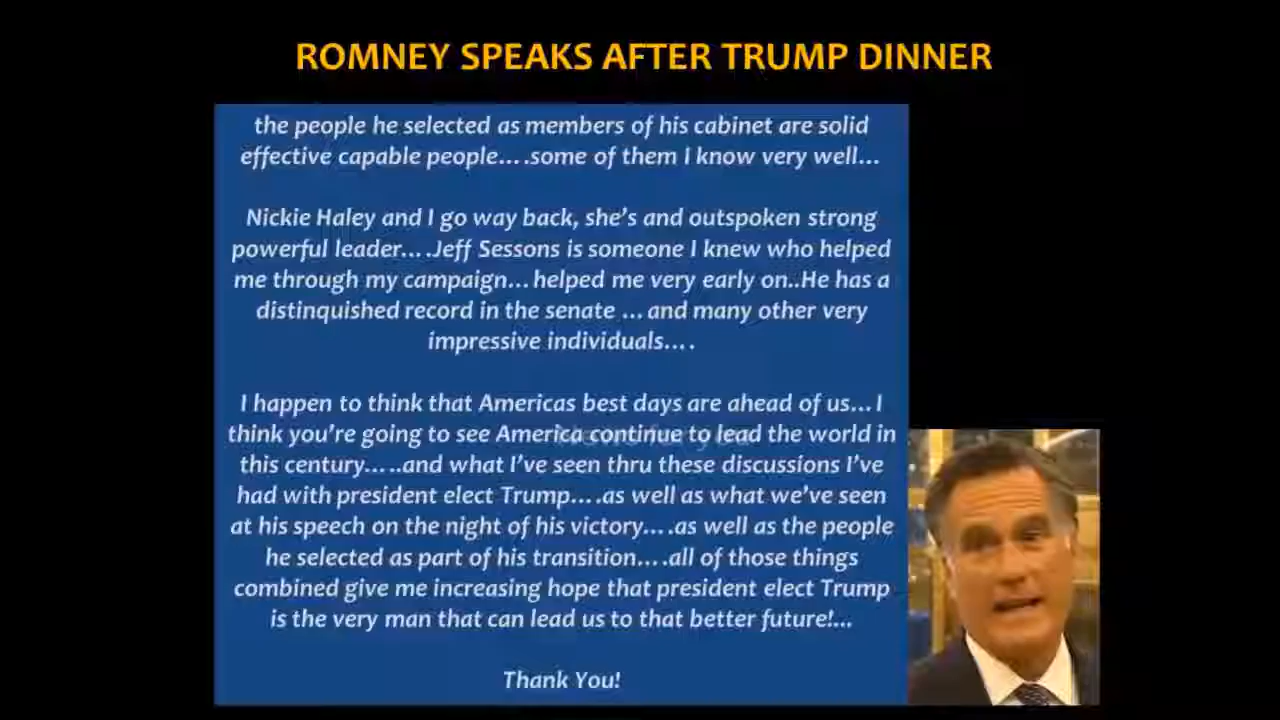 ROMNEY SPEAKS AFTER TRUMP DINNER
the people he selected as members of his cabinet are solid
effective capable people....some of them I know very well...
Nickie Haley and I go way back, she's and outspoken strong
powerful leader....Jeff Sessons is someone I knew who helped
me through my campaign...helped me very early on..He has a
distinquished record in the senate ...and many other very
impressive individuals....
I happen to think that Americas best days are ahead of us...I
think you're going to see America continue to lead the world in
this century.....and what I've seen thru these discussions I've
had with president elect Trump....as well as what we've seen
at his speech on the night of his victory....as well as the people
he selected as part of his transition....all of those things
combined give me increasing hope that president elect Trump
is the very man that can lead us to that better future!...
Thank You!